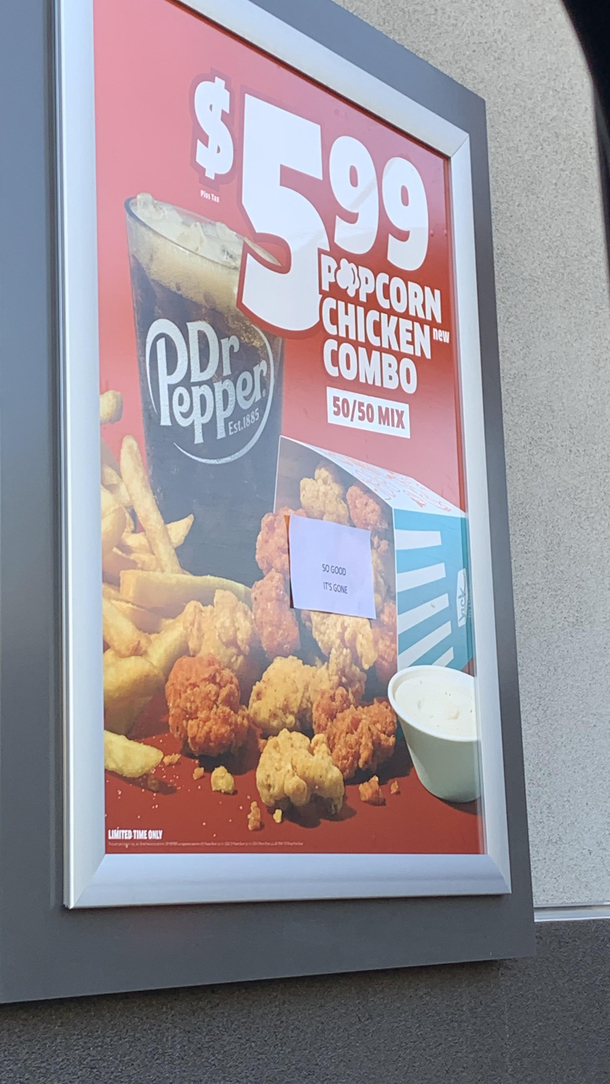 $5.99
Plus Tax
POPCORN
CHICKEN new
COMBO
50/50 MIX
Dr
Pepper
Est.1885
SO GOOD
IT'S GONE
LIMITED TIME ONLY